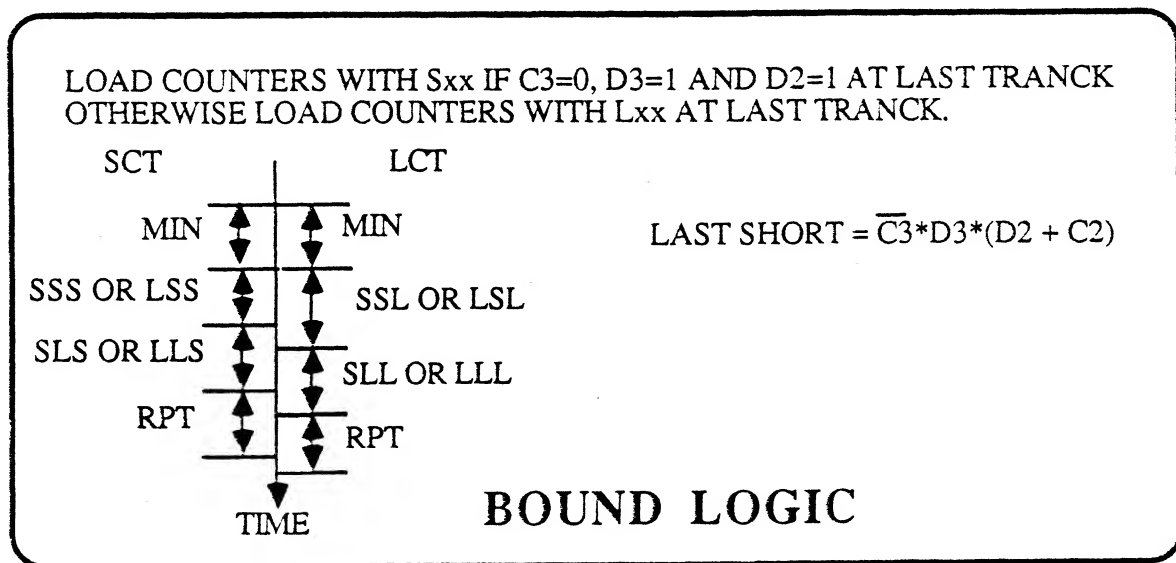 LOAD COUNTERS WITH Sxx IF C3=0, D3=1 AND D2=1 AT LAST TRANCK
OTHERWISE LOAD COUNTERS WITH Lxx AT LAST TRANCK.
SCT LCT
MIN MIN
LAST SHORT = C̅3̅*D3*(D2 + C2)
SSS OR LSS SSL OR LSL
SLS OR LLS SLL OR LLL
RPT RPT
TIME
BOUND LOGIC